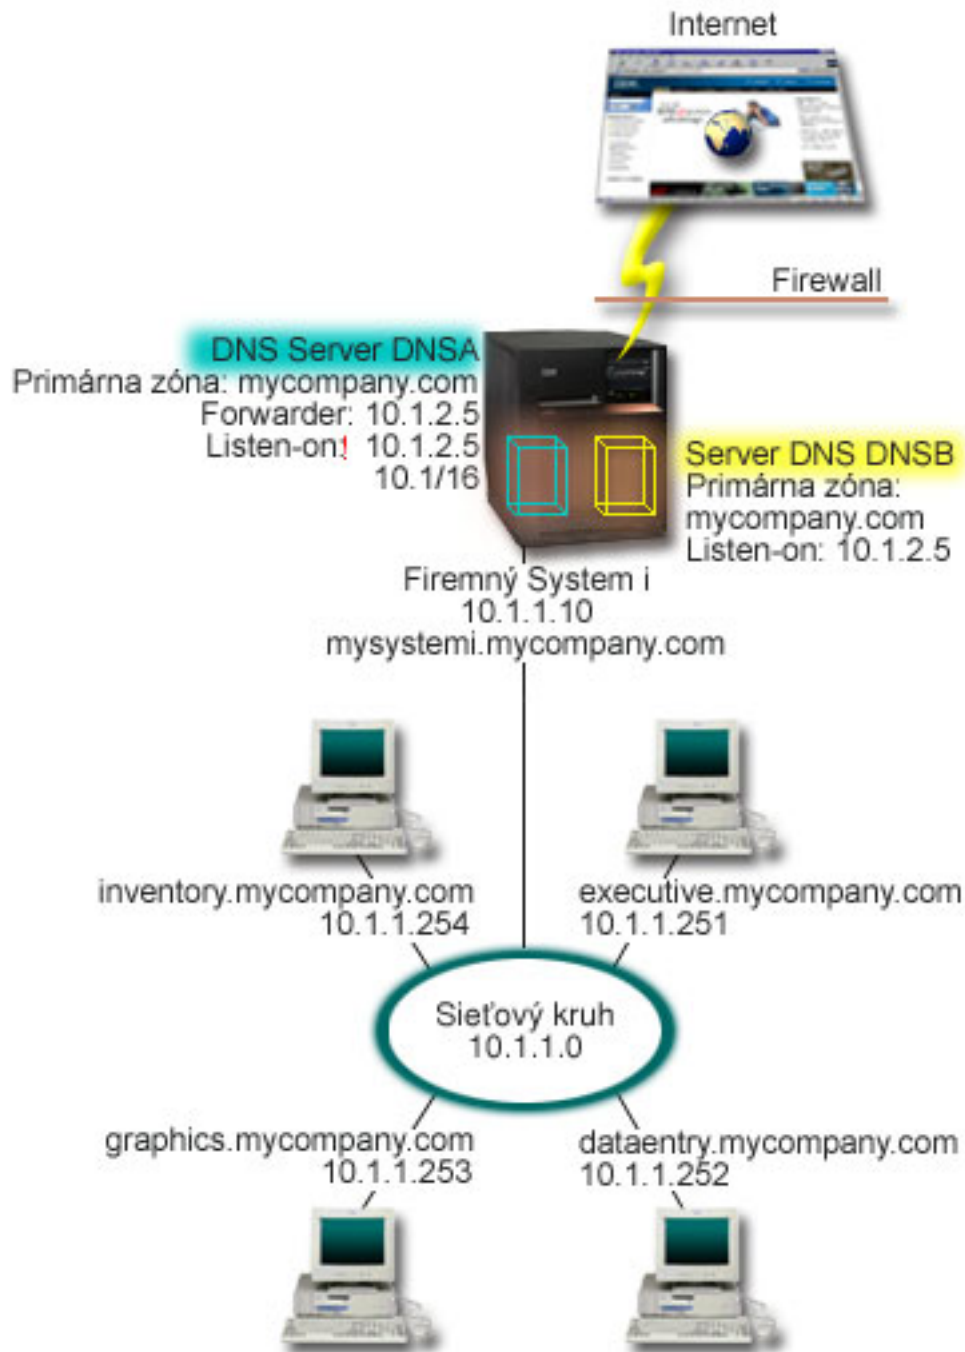 Internet
Firewall
DNS Server DNSA
Primárna zóna: mycompany.com
Forwarder: 10.1.2.5
Listen-on: ! 10.1.2.5
10.1/16
Server DNS DNSB
Primárna zóna:
mycompany.com
Listen-on: 10.1.2.5
Firemný System i
10.1.1.10
mysystemi.mycompany.com
inventory.mycompany.com
10.1.1.254
executive.mycompany.com
10.1.1.251
Sieťový kruh
10.1.1.0
graphics.mycompany.com
10.1.1.253
dataentry.mycompany.com
10.1.1.252